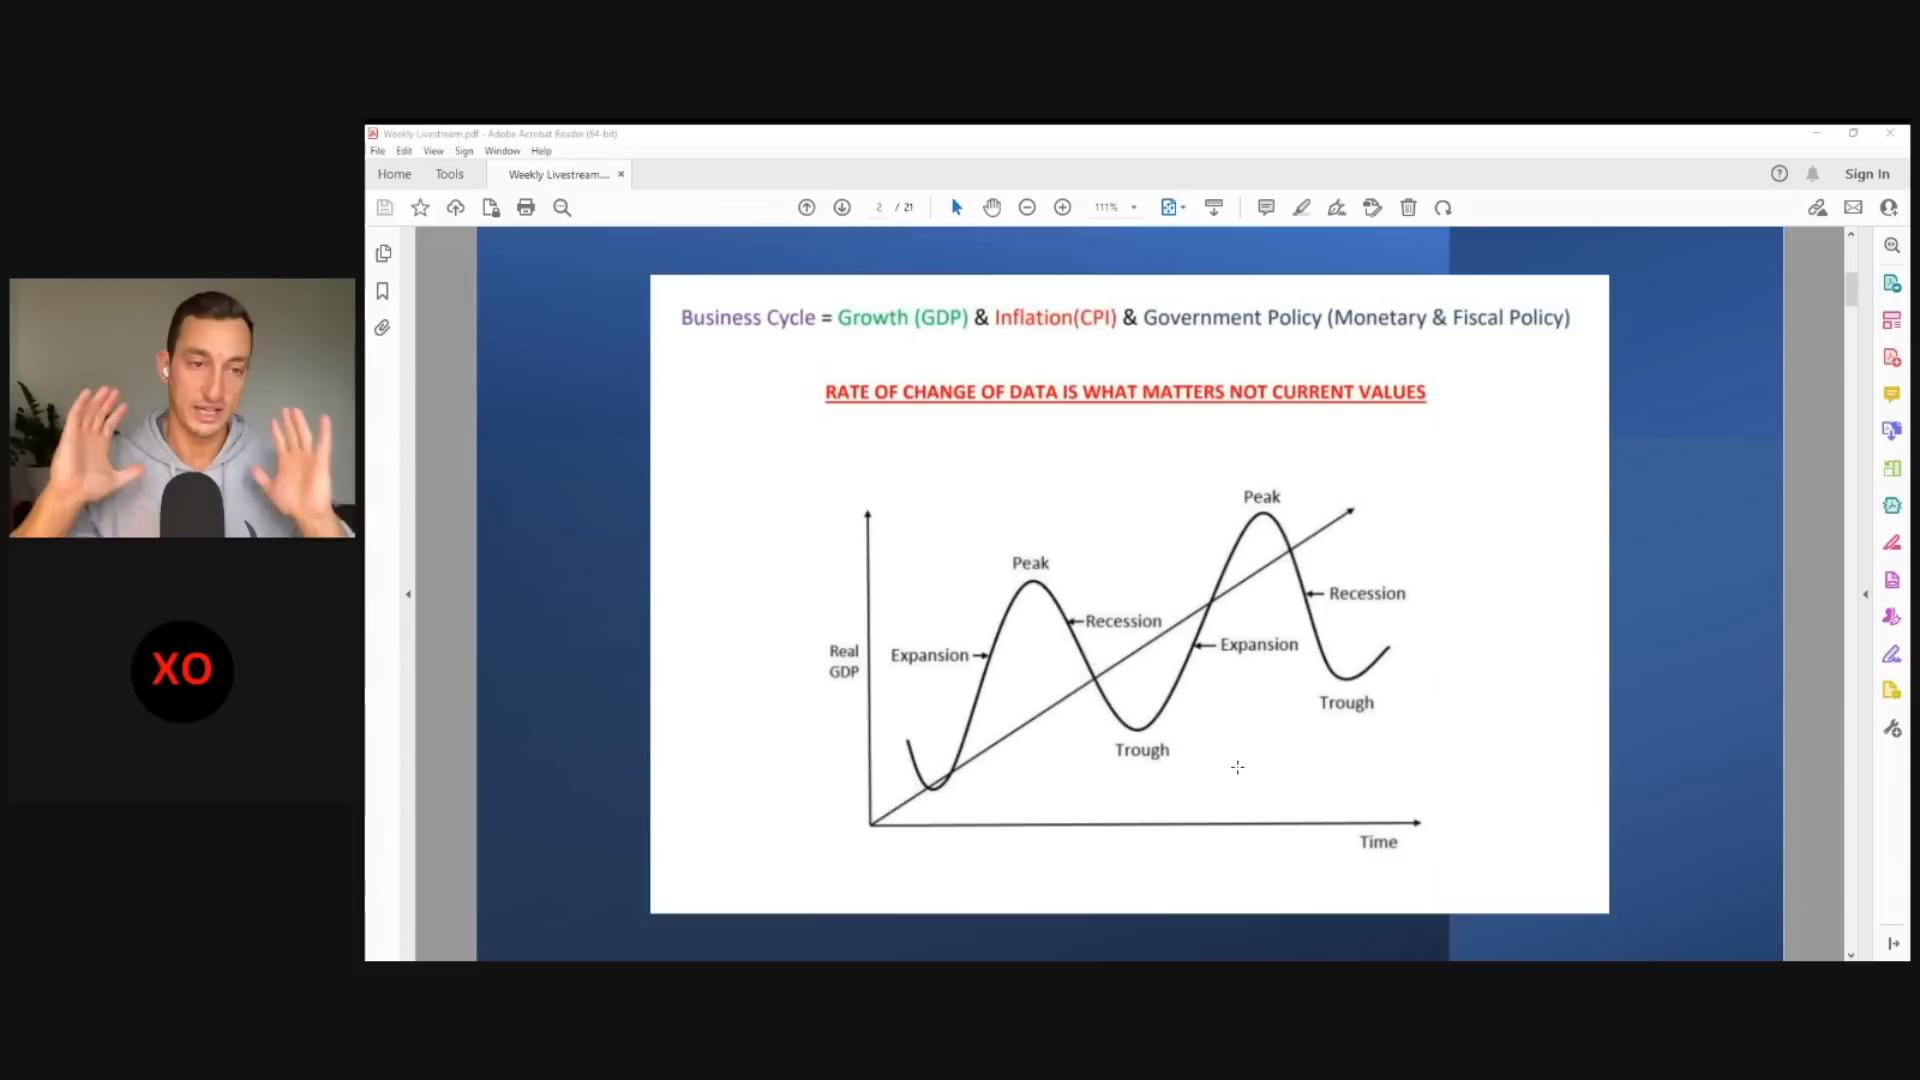 Weekly Livestream.pdf - Adobe Acrobat Reader (64-bit)
File Edit View Sign Window Help
Home Tools Weekly Livestream.... × Sign In
2 / 21 111%
Business Cycle = Growth (GDP) & Inflation(CPI) & Government Policy (Monetary & Fiscal Policy)
RATE OF CHANGE OF DATA IS WHAT MATTERS NOT CURRENT VALUES
Peak
Peak
Recession
Recession
Expansion
Expansion
Real
GDP
Trough
Trough
Time
XO